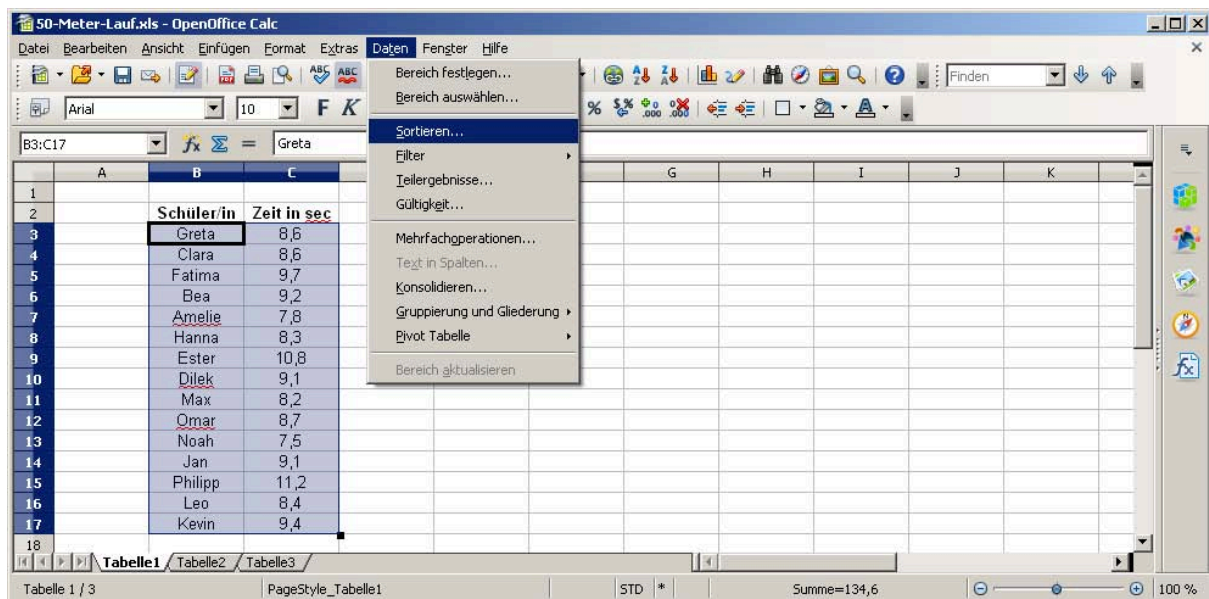 50-Meter-Lauf.xls - OpenOffice Calc
Datei Bearbeiten Ansicht Einfügen Format Extras Daten Fenster Hilfe
Finden
Arial 10 F K
B3:C17 Greta
Bereich festlegen...
Bereich auswählen...
Sortieren...
Filter
Teilergebnisse...
Gültigkeit...
Mehrfachoperationen...
Text in Spalten...
Konsolidieren...
Gruppierung und Gliederung
Pivot Tabelle
Bereich aktualisieren
A B C G H I J K
1
2 Schüler/in Zeit in sec
3 Greta 8,6
4 Clara 8,6
5 Fatima 9,7
6 Bea 9,2
7 Amelie 7,8
8 Hanna 8,3
9 Ester 10,8
10 Dilek 9,1
11 Max 8,2
12 Omar 8,7
13 Noah 7,5
14 Jan 9,1
15 Philipp 11,2
16 Leo 8,4
17 Kevin 9,4
18
Tabelle1 Tabelle2 Tabelle3
Tabelle 1 / 3 PageStyle_Tabelle1 STD * Summe=134,6 100 %